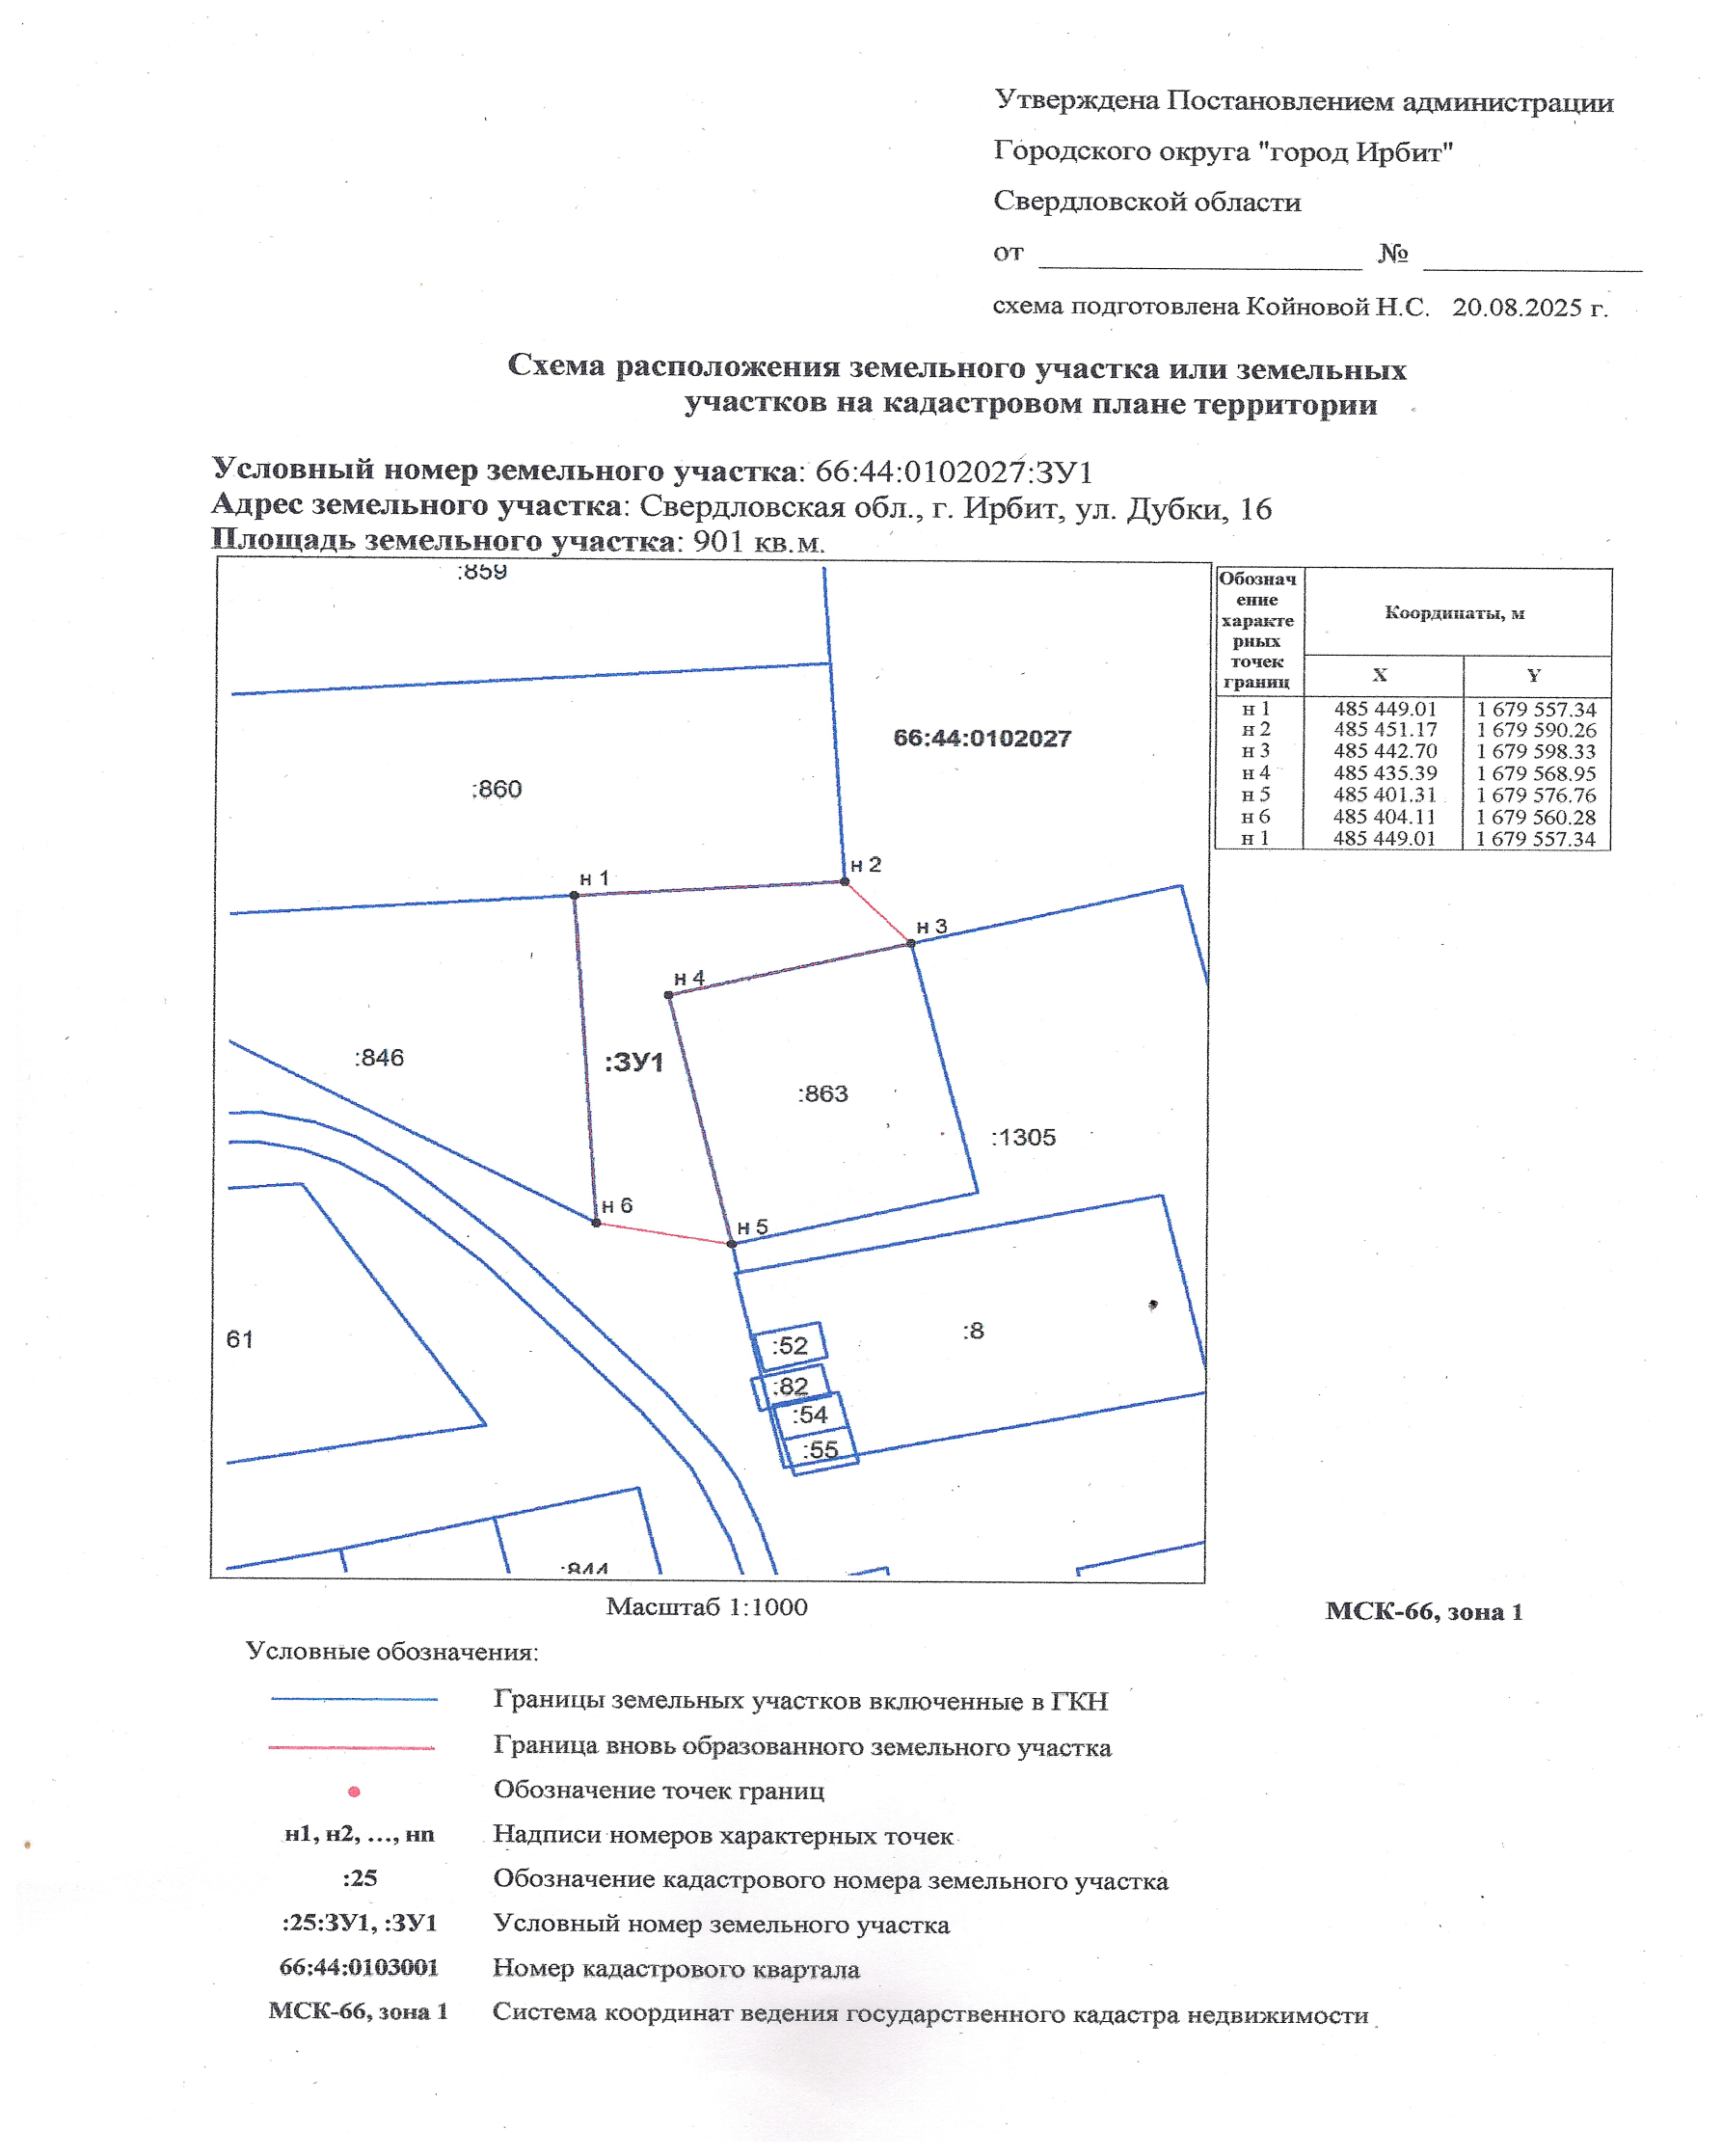 Утверждена Постановлением администрации
Городского округа "город Ирбит"
Свердловской области
от №
схема подготовлена Койновой Н.С. 20.08.2025 г.
Схема расположения земельного участка или земельных
участков на кадастровом плане территории
Условный номер земельного участка: 66:44:0102027:ЗУ1
Адрес земельного участка: Свердловская обл., г. Ирбит, ул. Дубки, 16
Площадь земельного участка: 901 кв.м.
:859
66:44:0102027
:860
н 1
н 2
н 3
н 4
:846
:ЗУ1
:863
:1305
н 6
н 5
61
:8
:52
:82
:54
:55
:844
Обознач
ение
характе
рных
точек
границ
Координаты, м
X Y
н 1 485 449.01 1 679 557.34
н 2 485 451.17 1 679 590.26
н 3 485 442.70 1 679 598.33
н 4 485 435.39 1 679 568.95
н 5 485 401.31 1 679 576.76
н 6 485 404.11 1 679 560.28
н 1 485 449.01 1 679 557.34
Масштаб 1:1000
МСК-66, зона 1
Условные обозначения:
Границы земельных участков включенные в ГКН
Граница вновь образованного земельного участка
Обозначение точек границ
н1, н2, ..., нп Надписи номеров характерных точек
:25 Обозначение кадастрового номера земельного участка
:25:ЗУ1, :ЗУ1 Условный номер земельного участка
66:44:0103001 Номер кадастрового квартала
МСК-66, зона 1 Система координат ведения государственного кадастра недвижимости